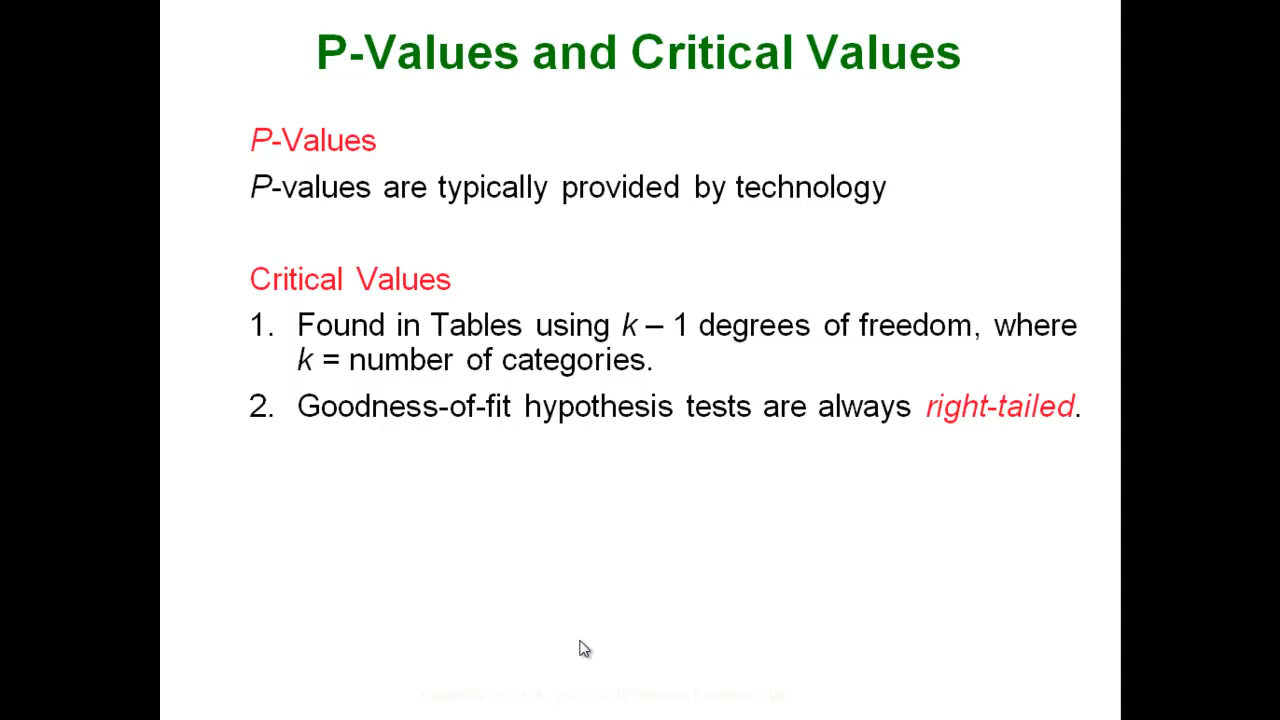 P-Values and Critical Values
P-Values
P-values are typically provided by technology
Critical Values
1. Found in Tables using k – 1 degrees of freedom, where
k = number of categories.
2. Goodness-of-fit hypothesis tests are always right-tailed.